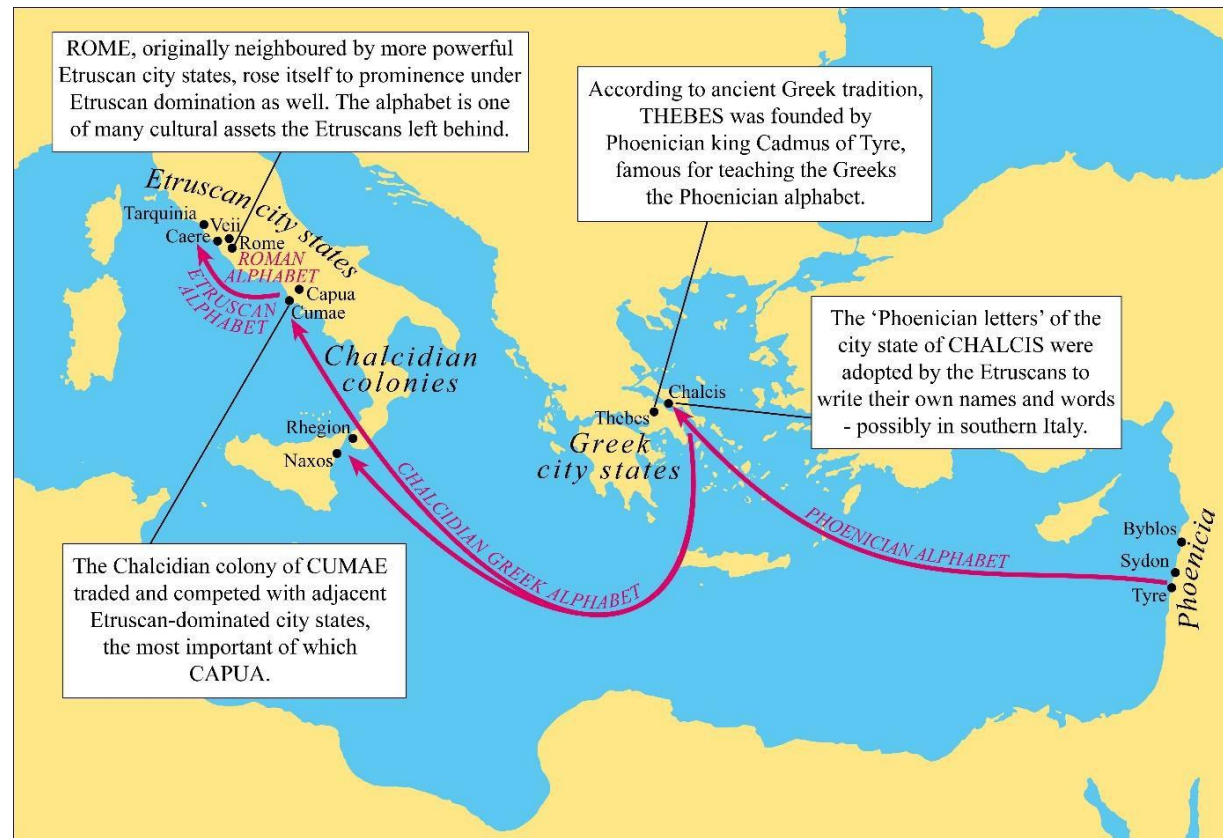 ROME, originally neighboured by more powerful
Etruscan city states, rose itself to prominence under
Etruscan domination as well. The alphabet is one
of many cultural assets the Etruscans left behind.
According to ancient Greek tradition,
THEBES was founded by
Phoenician king Cadmus of Tyre,
famous for teaching the Greeks
the Phoenician alphabet.
Etruscan city states
Tarquinia
Veii
Caere
Rome
ROMAN
ALPHABET
ETRUSCAN
ALPHABET
Capua
Cumae
Chalcidian
colonies
The 'Phoenician letters' of the
city state of CHALCIS were
adopted by the Etruscans to
write their own names and words
- possibly in southern Italy.
Chalcis
Thebes
Greek
city states
Rhegion
Naxos
CHALCIDIAN GREEK ALPHABET
PHOENICIAN ALPHABET
Byblos
Sydon
Tyre
Phoenicia
The Chalcidian colony of CUMAE
traded and competed with adjacent
Etruscan-dominated city states,
the most important of which
CAPUA.